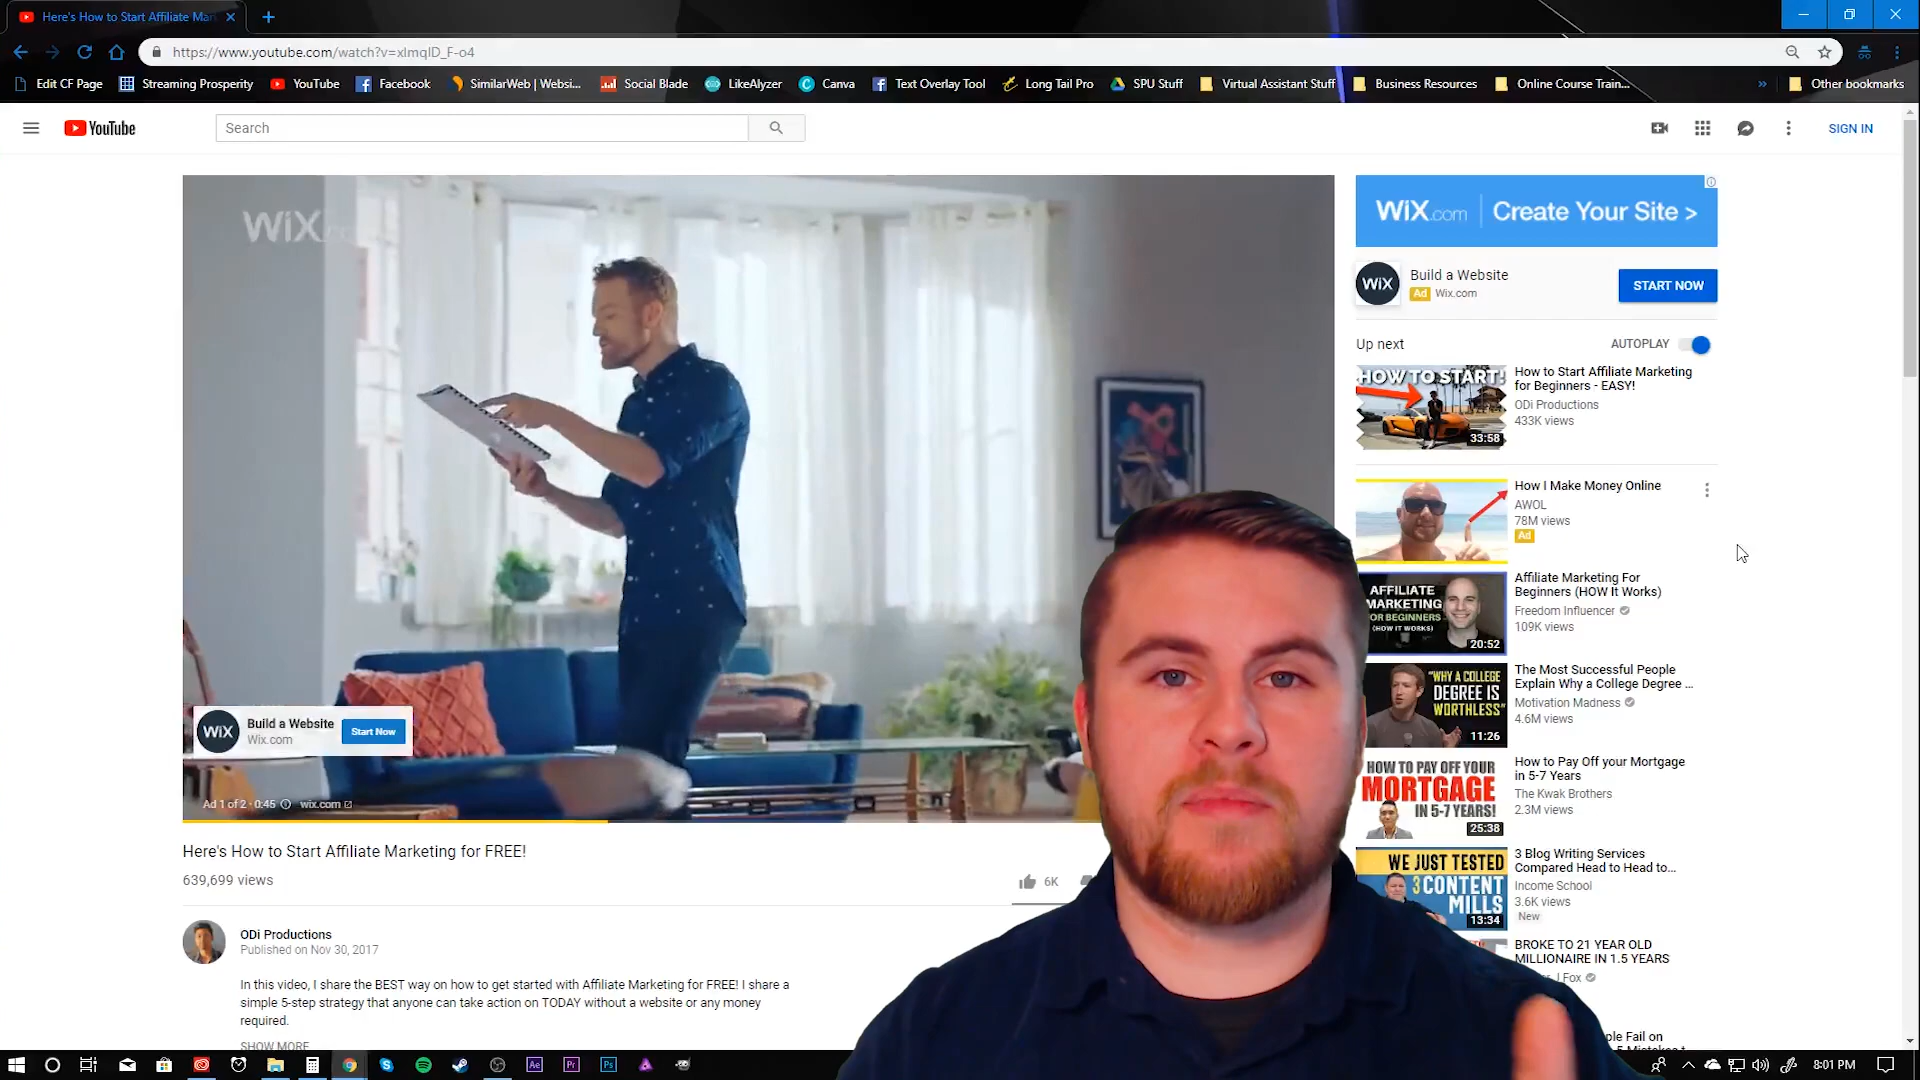 Here's How to Start Affiliate Mar
https://www.youtube.com/watch?v=xlmqlD_F-o4
Edit CF Page
Streaming Prosperity
YouTube
Facebook
SimilarWeb | Websi...
Social Blade
LikeAlyzer
Canva
Text Overlay Tool
Long Tail Pro
SPU Stuff
Virtual Assistant Stuff
Business Resources
Online Course Train...
Other bookmarks
YouTube
Search
SIGN IN
WiX.com
WiX.com | Create Your Site >
WiX
Build a Website
Ad Wix.com
START NOW
Up next
AUTOPLAY
HOW TO START!
33:58
How to Start Affiliate Marketing
for Beginners - EASY!
ODi Productions
433K views
How I Make Money Online
AWOL
78M views
Ad
AFFILIATE
MARKETING
FOR BEGINNERS
(HOW IT WORKS)
20:52
Affiliate Marketing For
Beginners (HOW It Works)
Freedom Influencer
109K views
"WHY A COLLEGE
DEGREE IS
WORTHLESS"
11:26
The Most Successful People
Explain Why a College Degree ...
Motivation Madness
4.6M views
HOW TO PAY OFF YOUR
MORTGAGE
IN 5-7 YEARS!
25:38
How to Pay Off your Mortgage
in 5-7 Years
The Kwak Brothers
2.3M views
WE JUST TESTED
3 CONTENT
MILLS
13:34
3 Blog Writing Services
Compared Head to Head to...
Income School
3.6K views
New
BROKE TO 21 YEAR OLD
MILLIONAIRE IN 1.5 YEARS
J Fox
ple Fail on
WiX
Build a Website
Wix.com
Start Now
Ad 1 of 2 · 0:45
wix.com
Here's How to Start Affiliate Marketing for FREE!
639,699 views
6K
ODi Productions
Published on Nov 30, 2017
In this video, I share the BEST way on how to get started with Affiliate Marketing for FREE! I share a
simple 5-step strategy that anyone can take action on TODAY without a website or any money
required.
SHOW MORE
Ae
Pr
Ps
8:01 PM